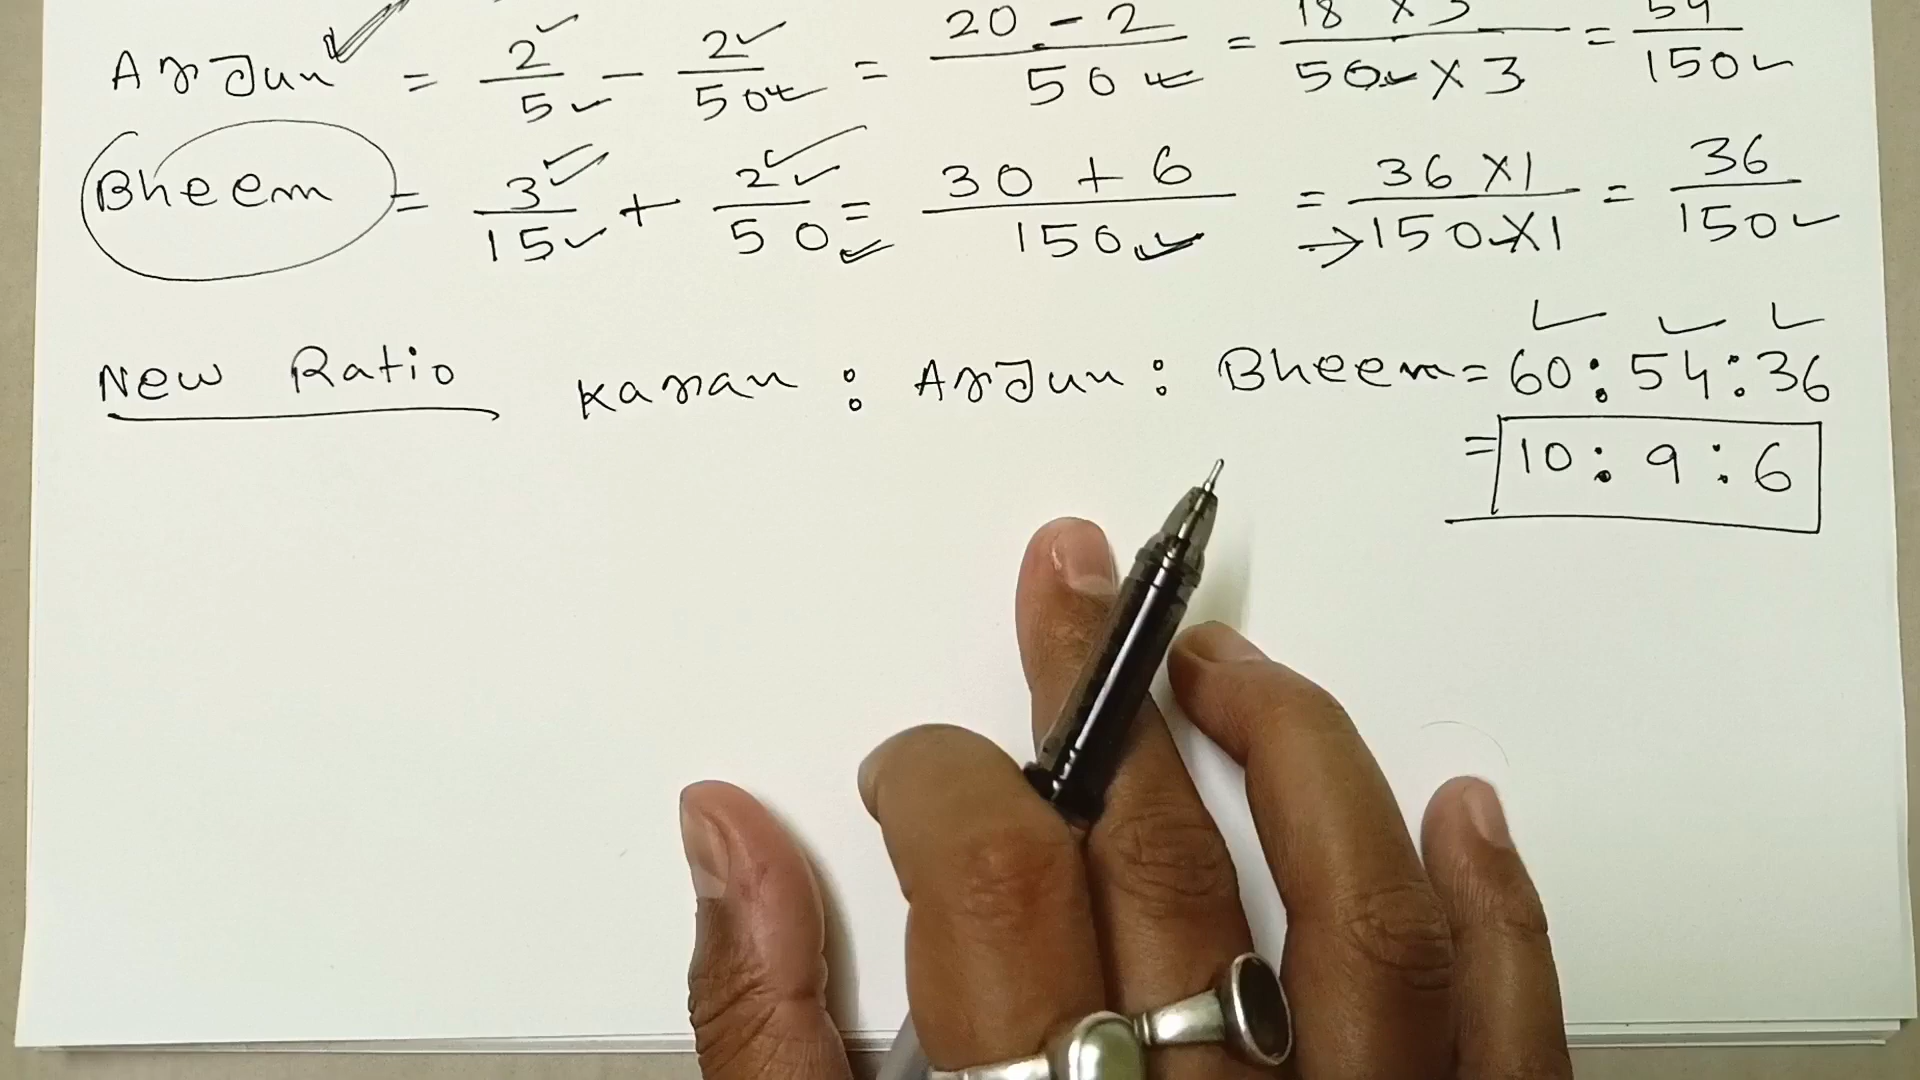 Arjun = 2/5 - 2/50 = 20 - 2/50 = 18 x 3/50 x 3 = 54/150
Bheem = 3/15 + 2/50 = 30 + 6/150 = 36 x 1/150 x 1 = 36/150
New Ratio Karan : Arjun : Bheem = 60 : 54 : 36
= 10 : 9 : 6